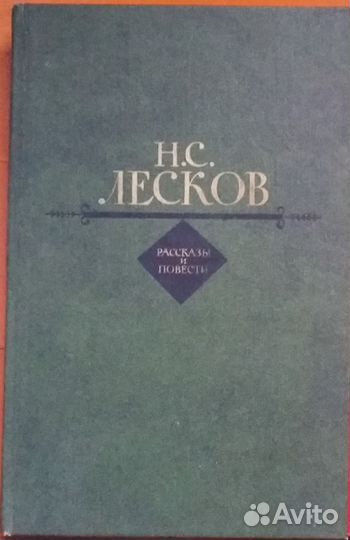 Н.С.
ЛЕСКОВ
РАССКАЗЫ
И
ПОВЕСТИ
Avito